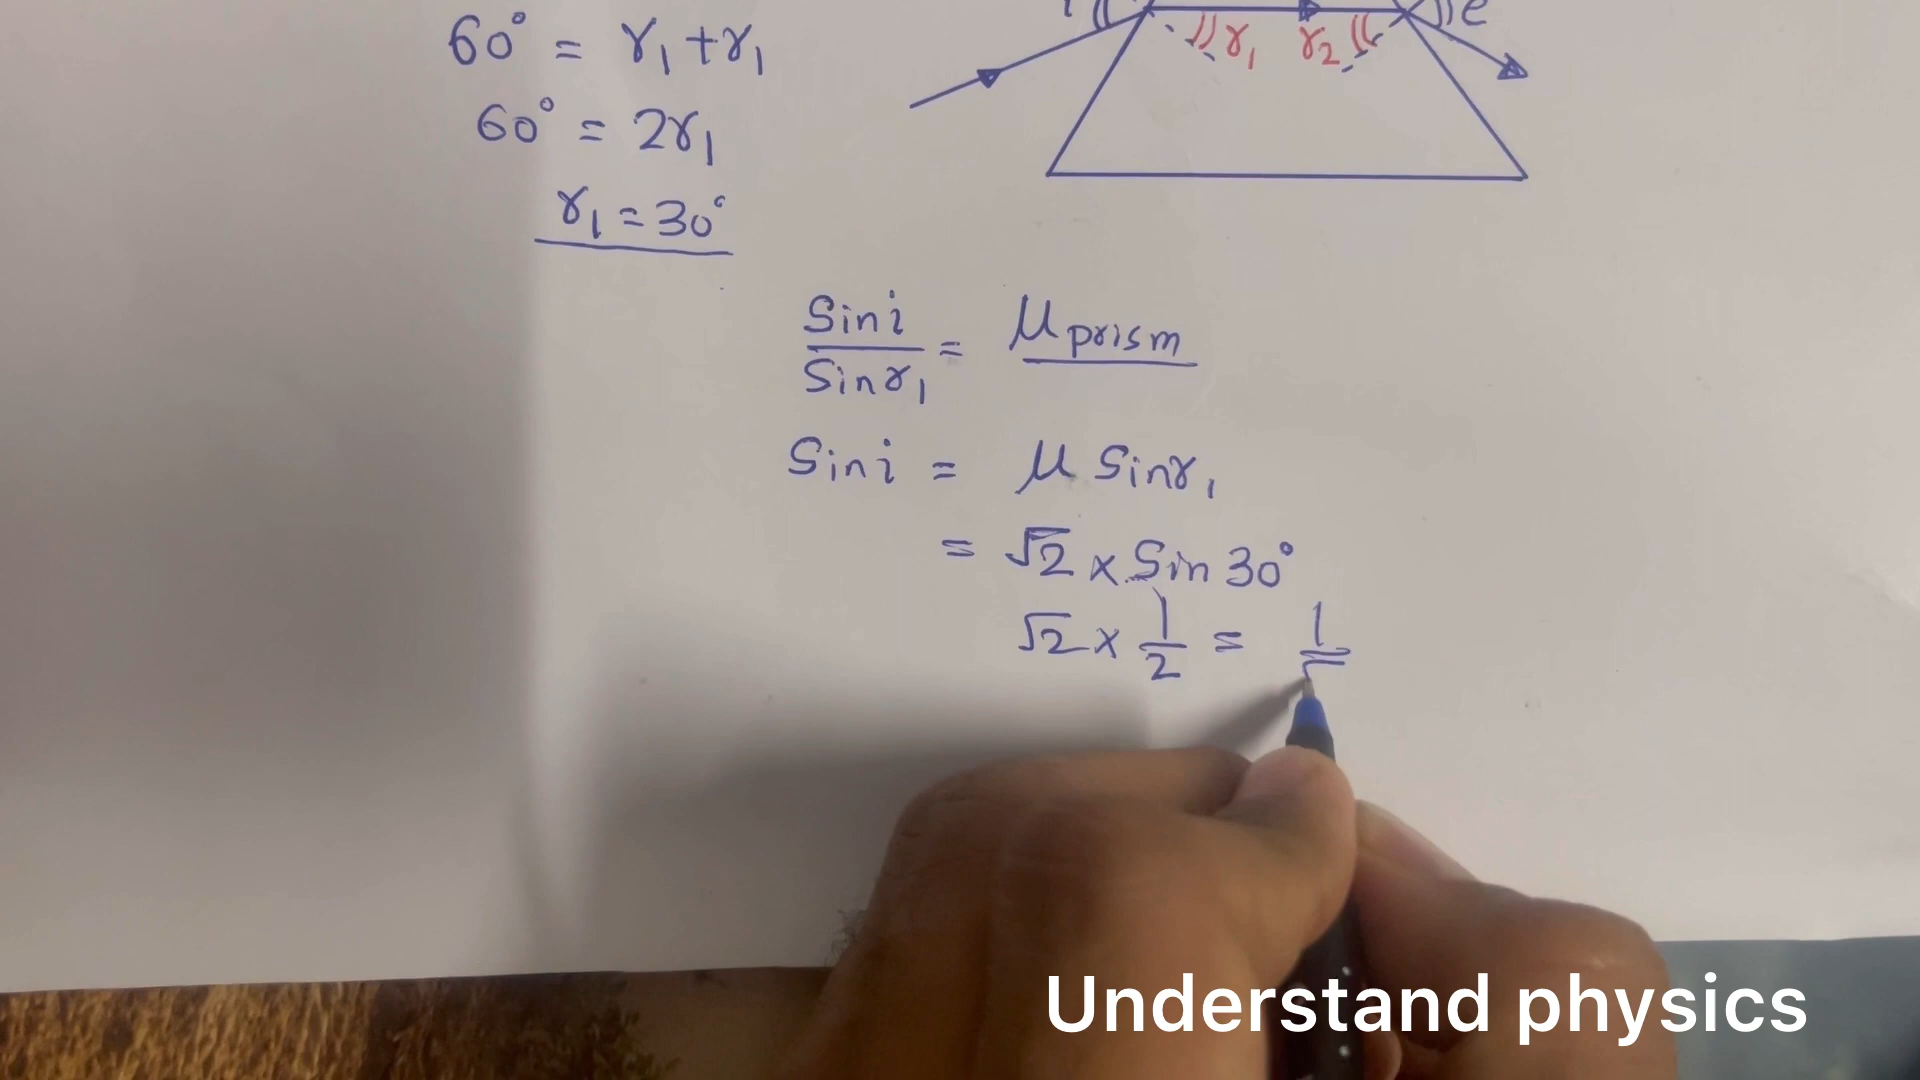 60° = r₁ + r₁
60° = 2r₁
r₁ = 30°
i
r₁ r₂
e
Sin i / Sin r₁ = μ prism
Sin i = μ Sin r₁
= √2 × Sin 30°
√2 × 1/2 = 1/√
Understand physics